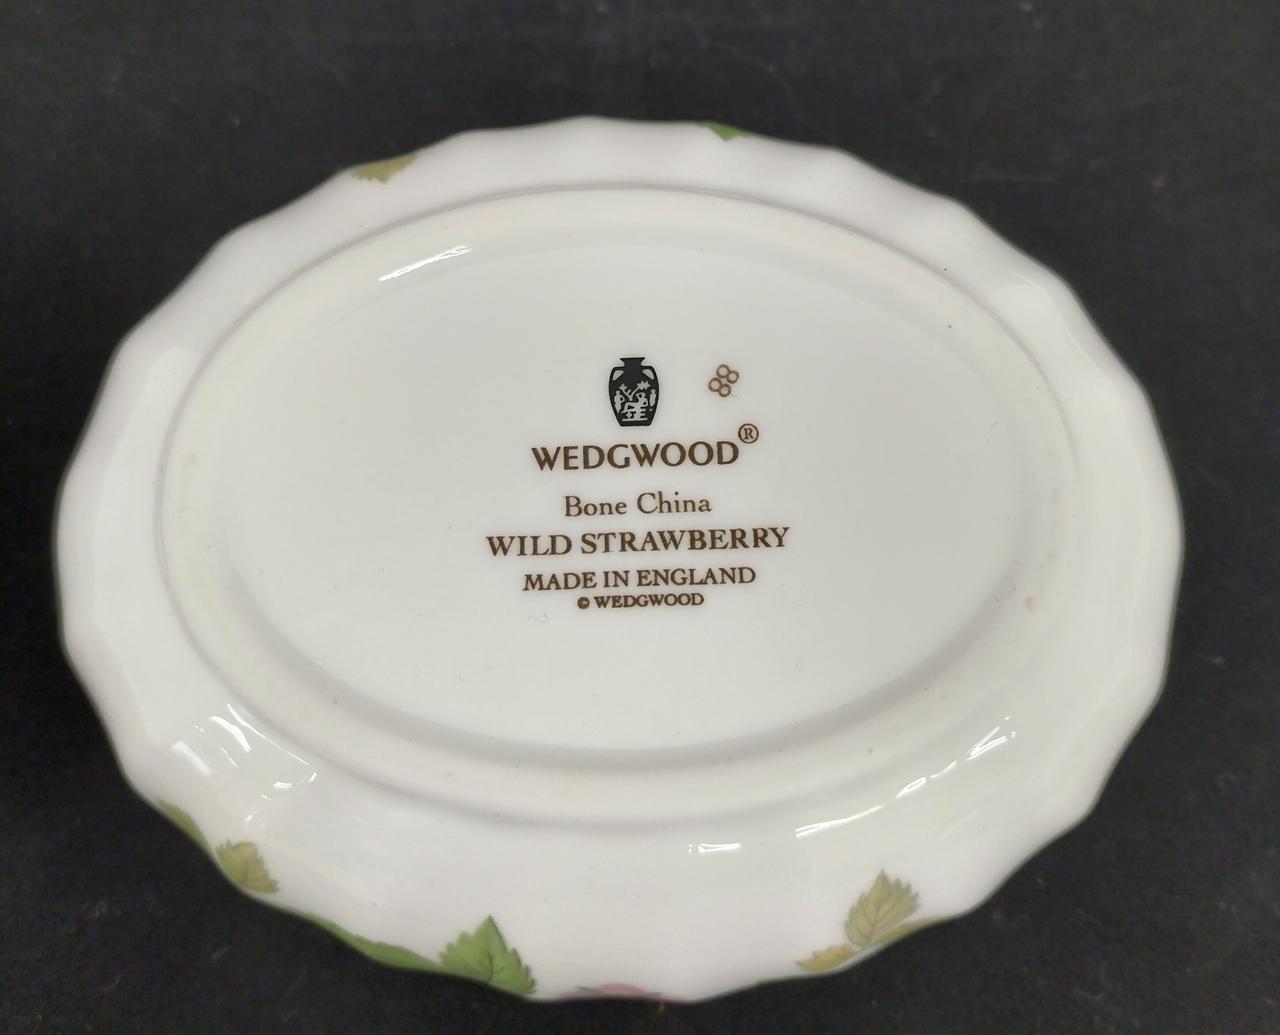 WEDGWOOD®
Bone China
WILD STRAWBERRY
MADE IN ENGLAND
© WEDGWOOD